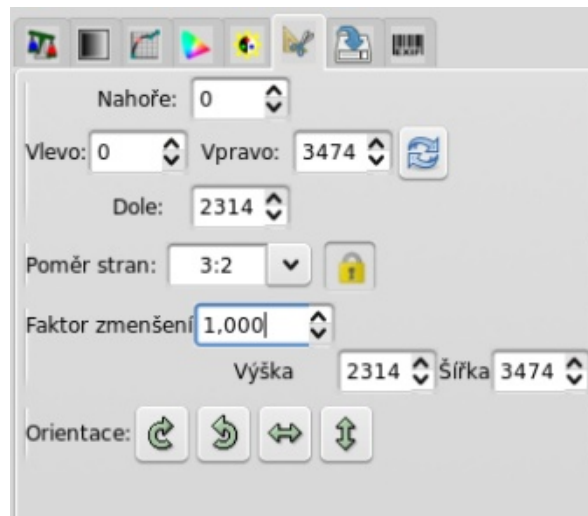 EXIF
Nahoře: 0
Vlevo: 0 Vpravo: 3474
Dole: 2314
Poměr stran: 3:2
Faktor zmenšení 1,000
Výška 2314 Šířka 3474
Orientace: